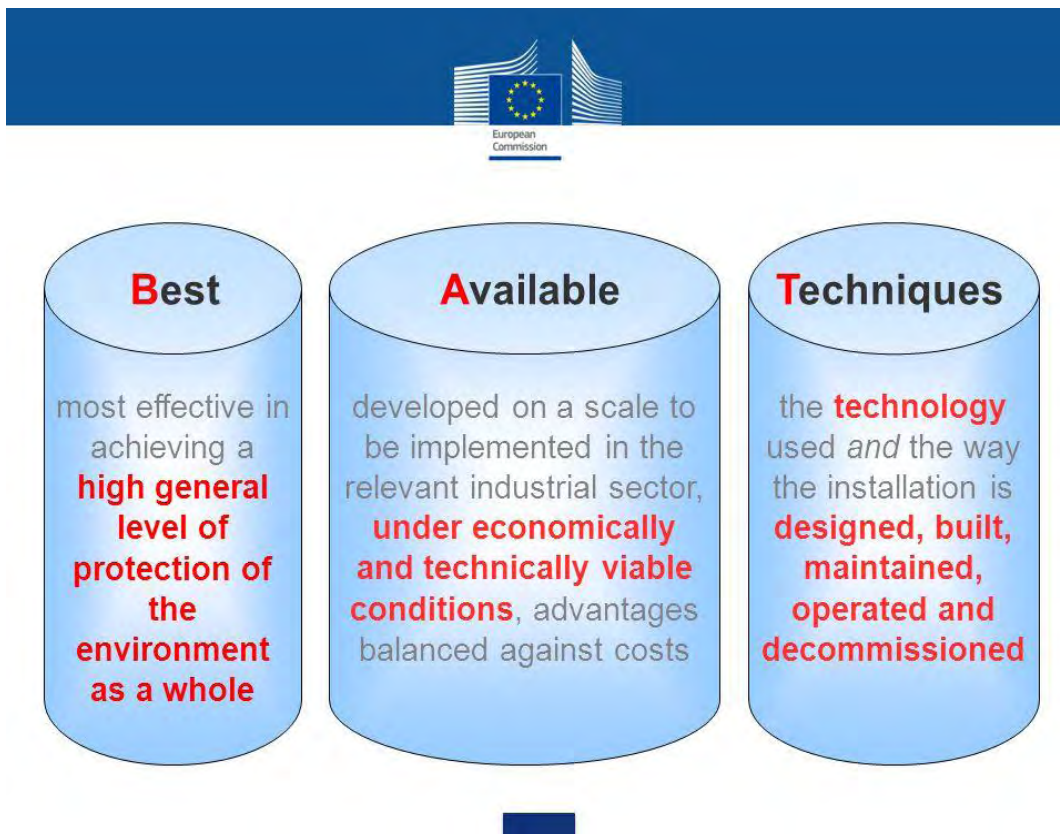 European
Commission
Best
most effective in
achieving a
high general
level of
protection of
the
environment
as a whole
Available
developed on a scale to
be implemented in the
relevant industrial sector,
under economically
and technically viable
conditions, advantages
balanced against costs
Techniques
the technology
used and the way
the installation is
designed, built,
maintained,
operated and
decommissioned